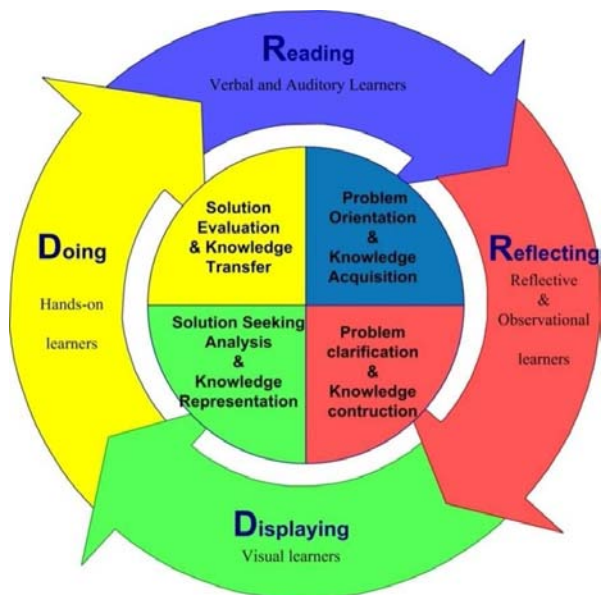 Reading
Verbal and Auditory Learners
Reflecting
Reflective
&
Observational
learners
Displaying
Visual learners
Doing
Hands-on
learners
Problem
Orientation
&
Knowledge
Acquisition
Problem
clarification
&
Knowledge
contruction
Solution Seeking
Analysis
&
Knowledge
Representation
Solution
Evaluation
& Knowledge
Transfer